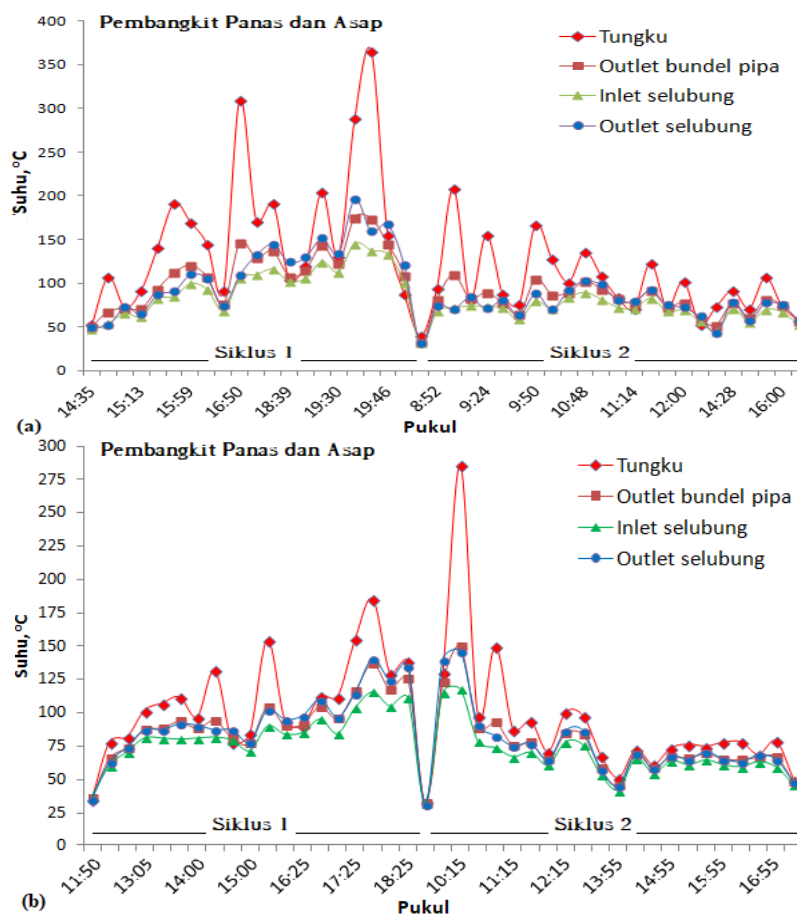 Pembangkit Panas dan Asap
400
350
300
250
200
150
100
50
0
Suhu,°C
Tungku
Outlet bundel pipa
Inlet selubung
Outlet selubung
Siklus 1
Siklus 2
14:35
15:13
15:59
16:50
18:39
19:30
19:46
8:52
9:24
9:50
10:48
11:14
12:00
14:28
16:00
(a)
Pukul
Pembangkit Panas dan Asap
300
275
250
225
200
175
150
125
100
75
50
25
0
Suhu,°C
Tungku
Outlet bundel pipa
Inlet selubung
Outlet selubung
Siklus 1
Siklus 2
11:50
13:05
14:00
15:00
16:25
17:25
18:25
10:15
11:15
12:15
13:55
14:55
15:55
16:55
(b)
Pukul